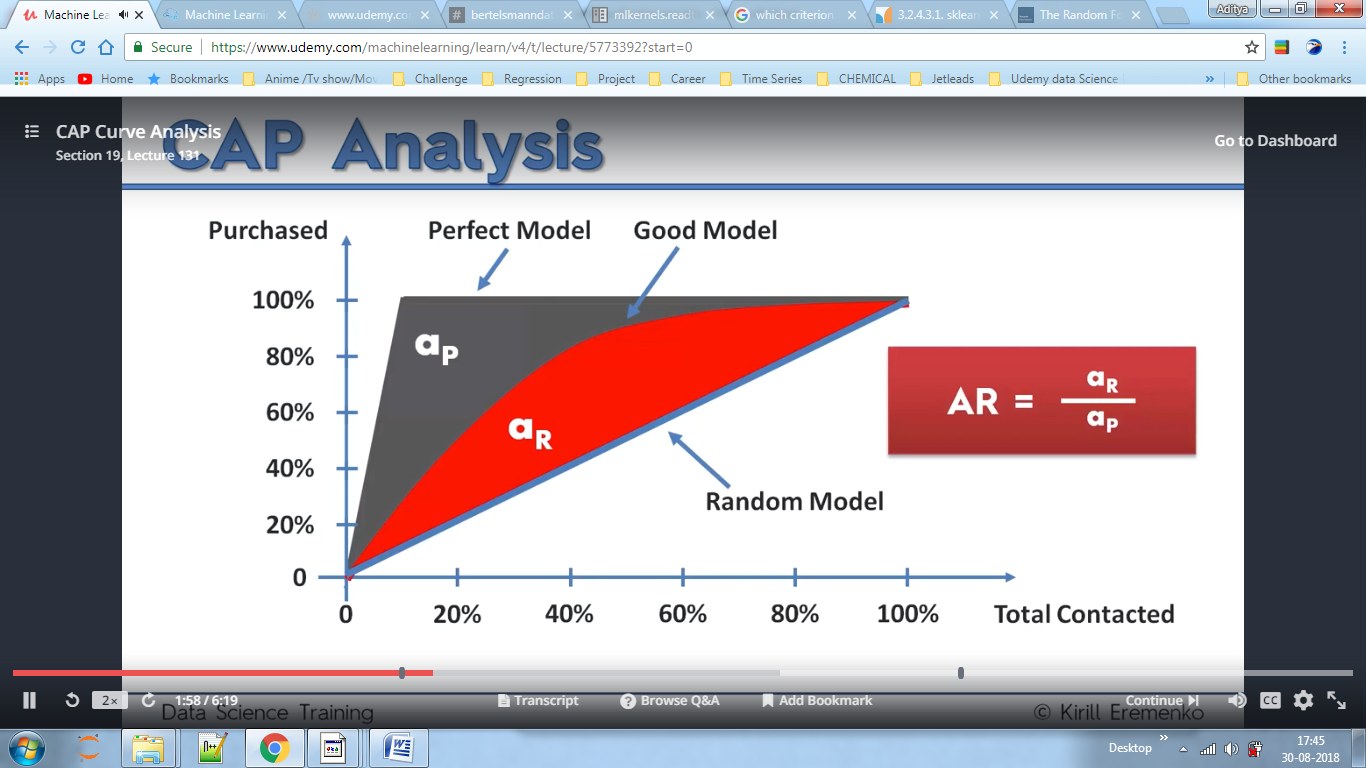 Machine Lea
Machine Learni
www.udemy.co
bertelsmannda
mlkernels.read
which criterion
3.2.4.3.1. sklear
The Random Fo
Aditya
Secure
https://www.udemy.com/machinelearning/learn/v4/t/lecture/5773392?start=0
Apps
Home
Bookmarks
Anime /Tv show/Mov
Challenge
Regression
Project
Career
Time Series
CHEMICAL
Jetleads
Udemy data Science
»
Other bookmarks
CAP Curve Analysis
Section 19, Lecture 131
Go to Dashboard
CAP Analysis
Purchased
Perfect Model
Good Model
100%
80%
60%
40%
20%
0
aP
aR
AR = aR / aP
Random Model
0 20% 40% 60% 80% 100%
Total Contacted
2x
1:58 / 6:19
Transcript
Browse Q&A
Add Bookmark
Continue
CC
Data Science Training
© Kirill Eremenko
Desktop
»
17:45
30-08-2018